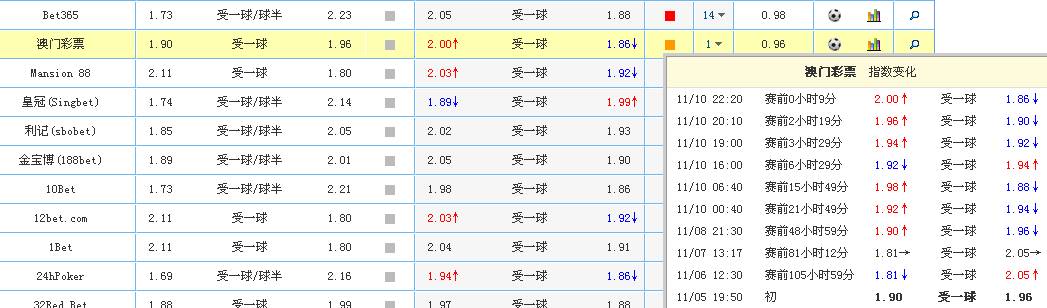 Bet365 1.73 受一球/球半 2.23 2.05 受一球 1.88 14 0.98
澳门彩票 1.90 受一球 1.96 2.00↑ 受一球 1.86↓ 1 0.96
Mansion 88 2.11 受一球 1.80 2.03↑ 受一球 1.92↓
皇冠(Singbet) 1.74 受一球/球半 2.14 1.89↓ 受一球 1.99↑
利记(sbobet) 1.85 受一球/球半 2.05 2.02 受一球 1.93
金宝博(188bet) 1.89 受一球/球半 2.01 2.05 受一球 1.90
10Bet 1.73 受一球/球半 2.21 1.98 受一球 1.86
12bet.com 2.11 受一球 1.80 2.03↑ 受一球 1.92↓
1Bet 2.11 受一球 1.80 2.04 受一球 1.91
24hPoker 1.69 受一球/球半 2.16 1.94↑ 受一球 1.86↓
32Red Bet 1.88 受一球/球半 1.99 1.97 受一球 1.88
澳门彩票 指数变化
11/10 22:20 赛前0小时9分 2.00↑ 受一球 1.86↓
11/10 20:10 赛前2小时19分 1.96↑ 受一球 1.90↓
11/10 19:00 赛前3小时29分 1.94↑ 受一球 1.92↓
11/10 16:00 赛前6小时29分 1.92↓ 受一球 1.94↑
11/10 06:40 赛前15小时49分 1.98↑ 受一球 1.88↓
11/10 00:40 赛前21小时49分 1.92↑ 受一球 1.94↓
11/08 21:30 赛前48小时59分 1.90↑ 受一球 1.96↓
11/07 13:17 赛前81小时12分 1.81→ 受一球 2.05→
11/06 12:30 赛前105小时59分 1.81↓ 受一球 2.05↑
11/05 19:50 初 1.90 受一球 1.96